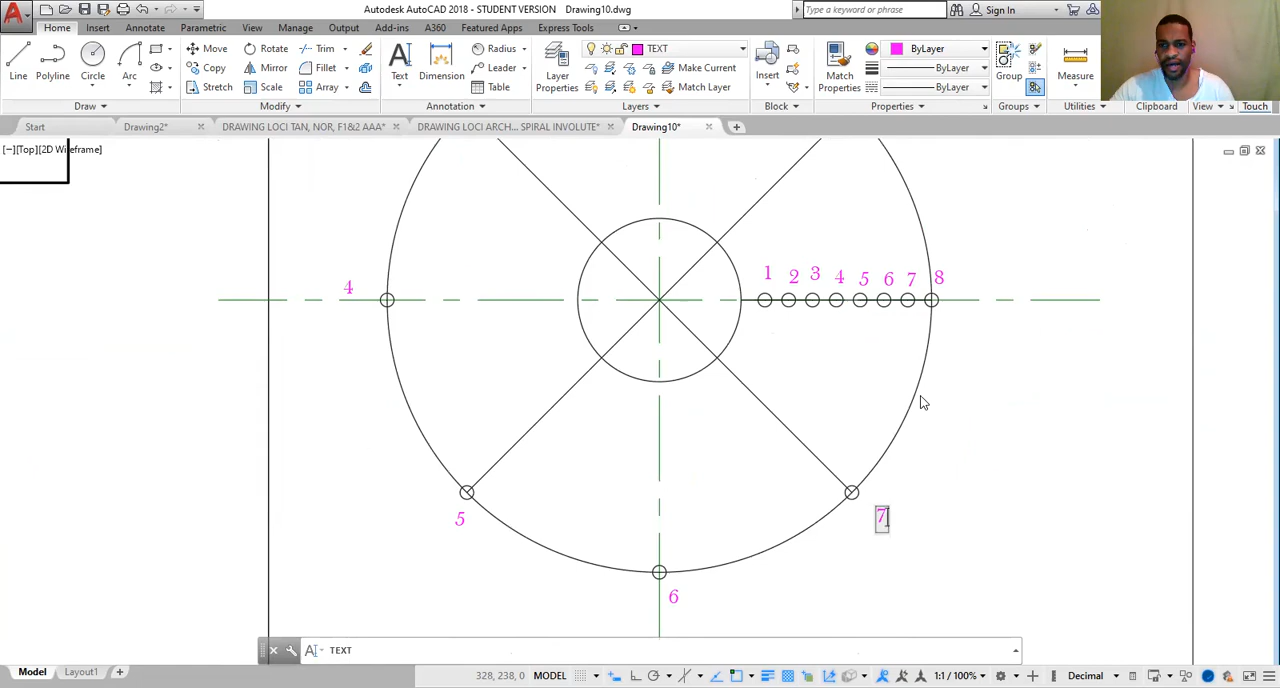 Autodesk AutoCAD 2018 - STUDENT VERSION Drawing10.dwg
Type a keyword or phrase
Sign In
Home Insert Annotate Parametric View Manage Output Add-ins A360 Featured Apps Express Tools
Line Polyline Circle Arc
Move Rotate Trim
Copy Mirror Fillet
Stretch Scale Array
Text Dimension
Radius
Leader
Table
Layer Properties
TEXT
Make Current
Match Layer
Insert
Match Properties
ByLayer
ByLayer
ByLayer
Group
Measure
Draw Modify Annotation Layers Block Properties Groups Utilities Clipboard View Touch
Start Drawing2* DRAWING LOCI TAN, NOR, F1&2 AAA* DRAWING LOCI ARCH... SPIRAL INVOLUTE* Drawing10*
[−][Top][2D Wireframe]
1 2 3 4 5 6 7 8
4
5
7
6
TEXT
Model Layout1
328, 238, 0 MODEL 1:1 / 100% Decimal